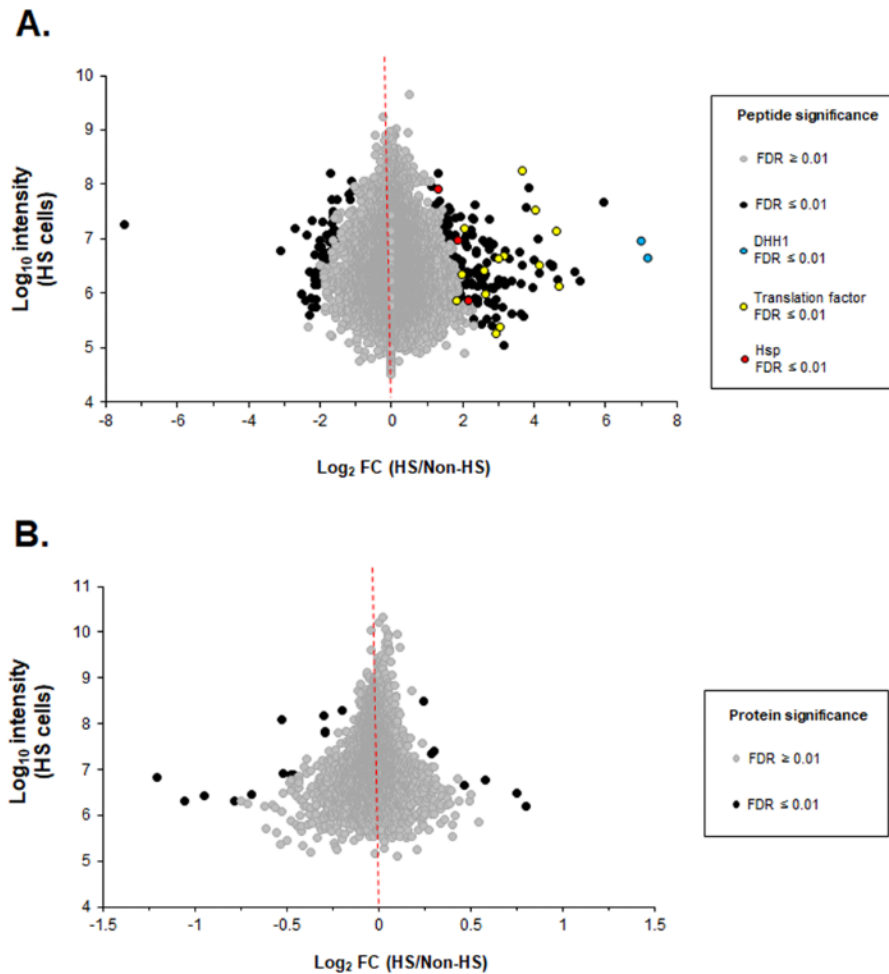 A.
10
9
8
7
6
5
4
-8
-6
-4
-2
0
2
4
6
8
Log10 intensity
(HS cells)
Log2 FC (HS/Non-HS)
Peptide significance
FDR ≥ 0.01
FDR ≤ 0.01
DHH1
FDR ≤ 0.01
Translation factor
FDR ≤ 0.01
Hsp
FDR ≤ 0.01
B.
11
10
9
8
7
6
5
4
-1.5
-1
-0.5
0
0.5
1
1.5
Log10 intensity
(HS cells)
Log2 FC (HS/Non-HS)
Protein significance
FDR ≥ 0.01
FDR ≤ 0.01